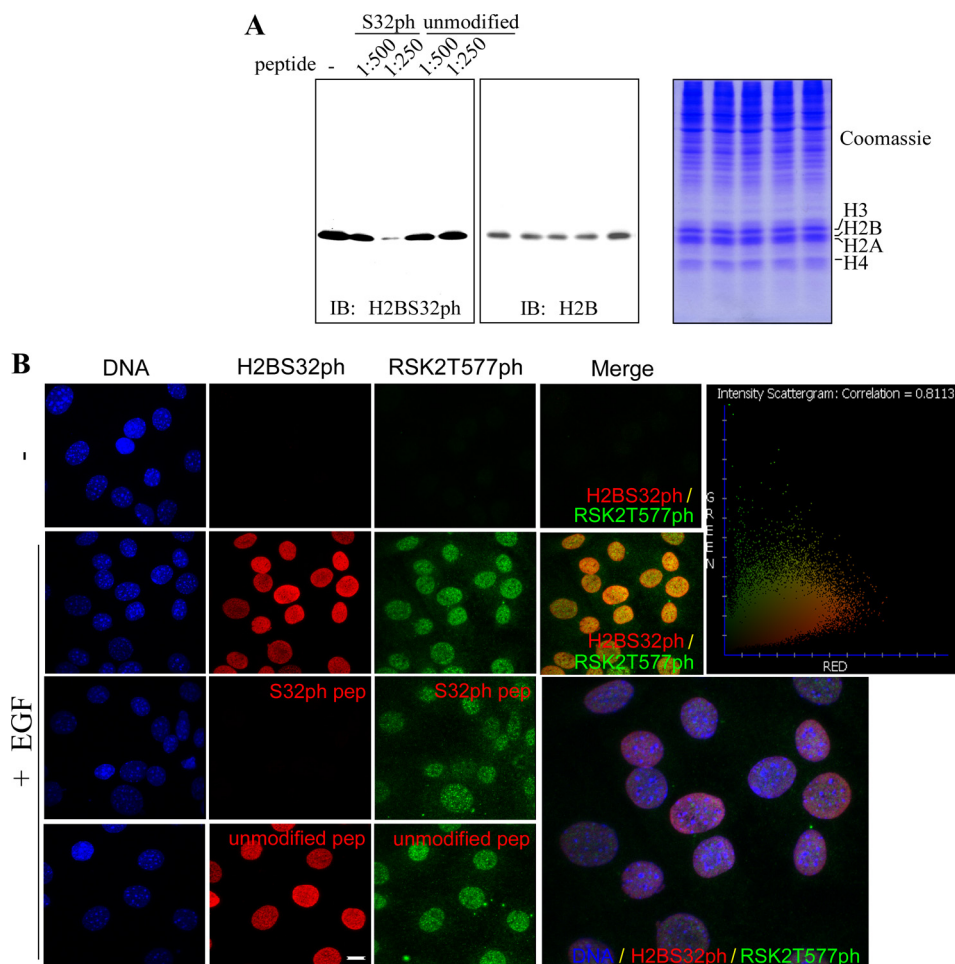 A
S32ph unmodified
peptide - 1:500 1:250 1:500 1:250
Coomassie
H3
H2B
H2A
H4
IB: H2BS32ph
IB: H2B
B
DNA H2BS32ph RSK2T577ph Merge
Intensity Scattergram: Correlation = 0.8113
-
H2BS32ph /
RSK2T577ph
GREEN
H2BS32ph /
RSK2T577ph
RED
+ EGF
S32ph pep S32ph pep
unmodified pep unmodified pep
DNA / H2BS32ph / RSK2T577ph